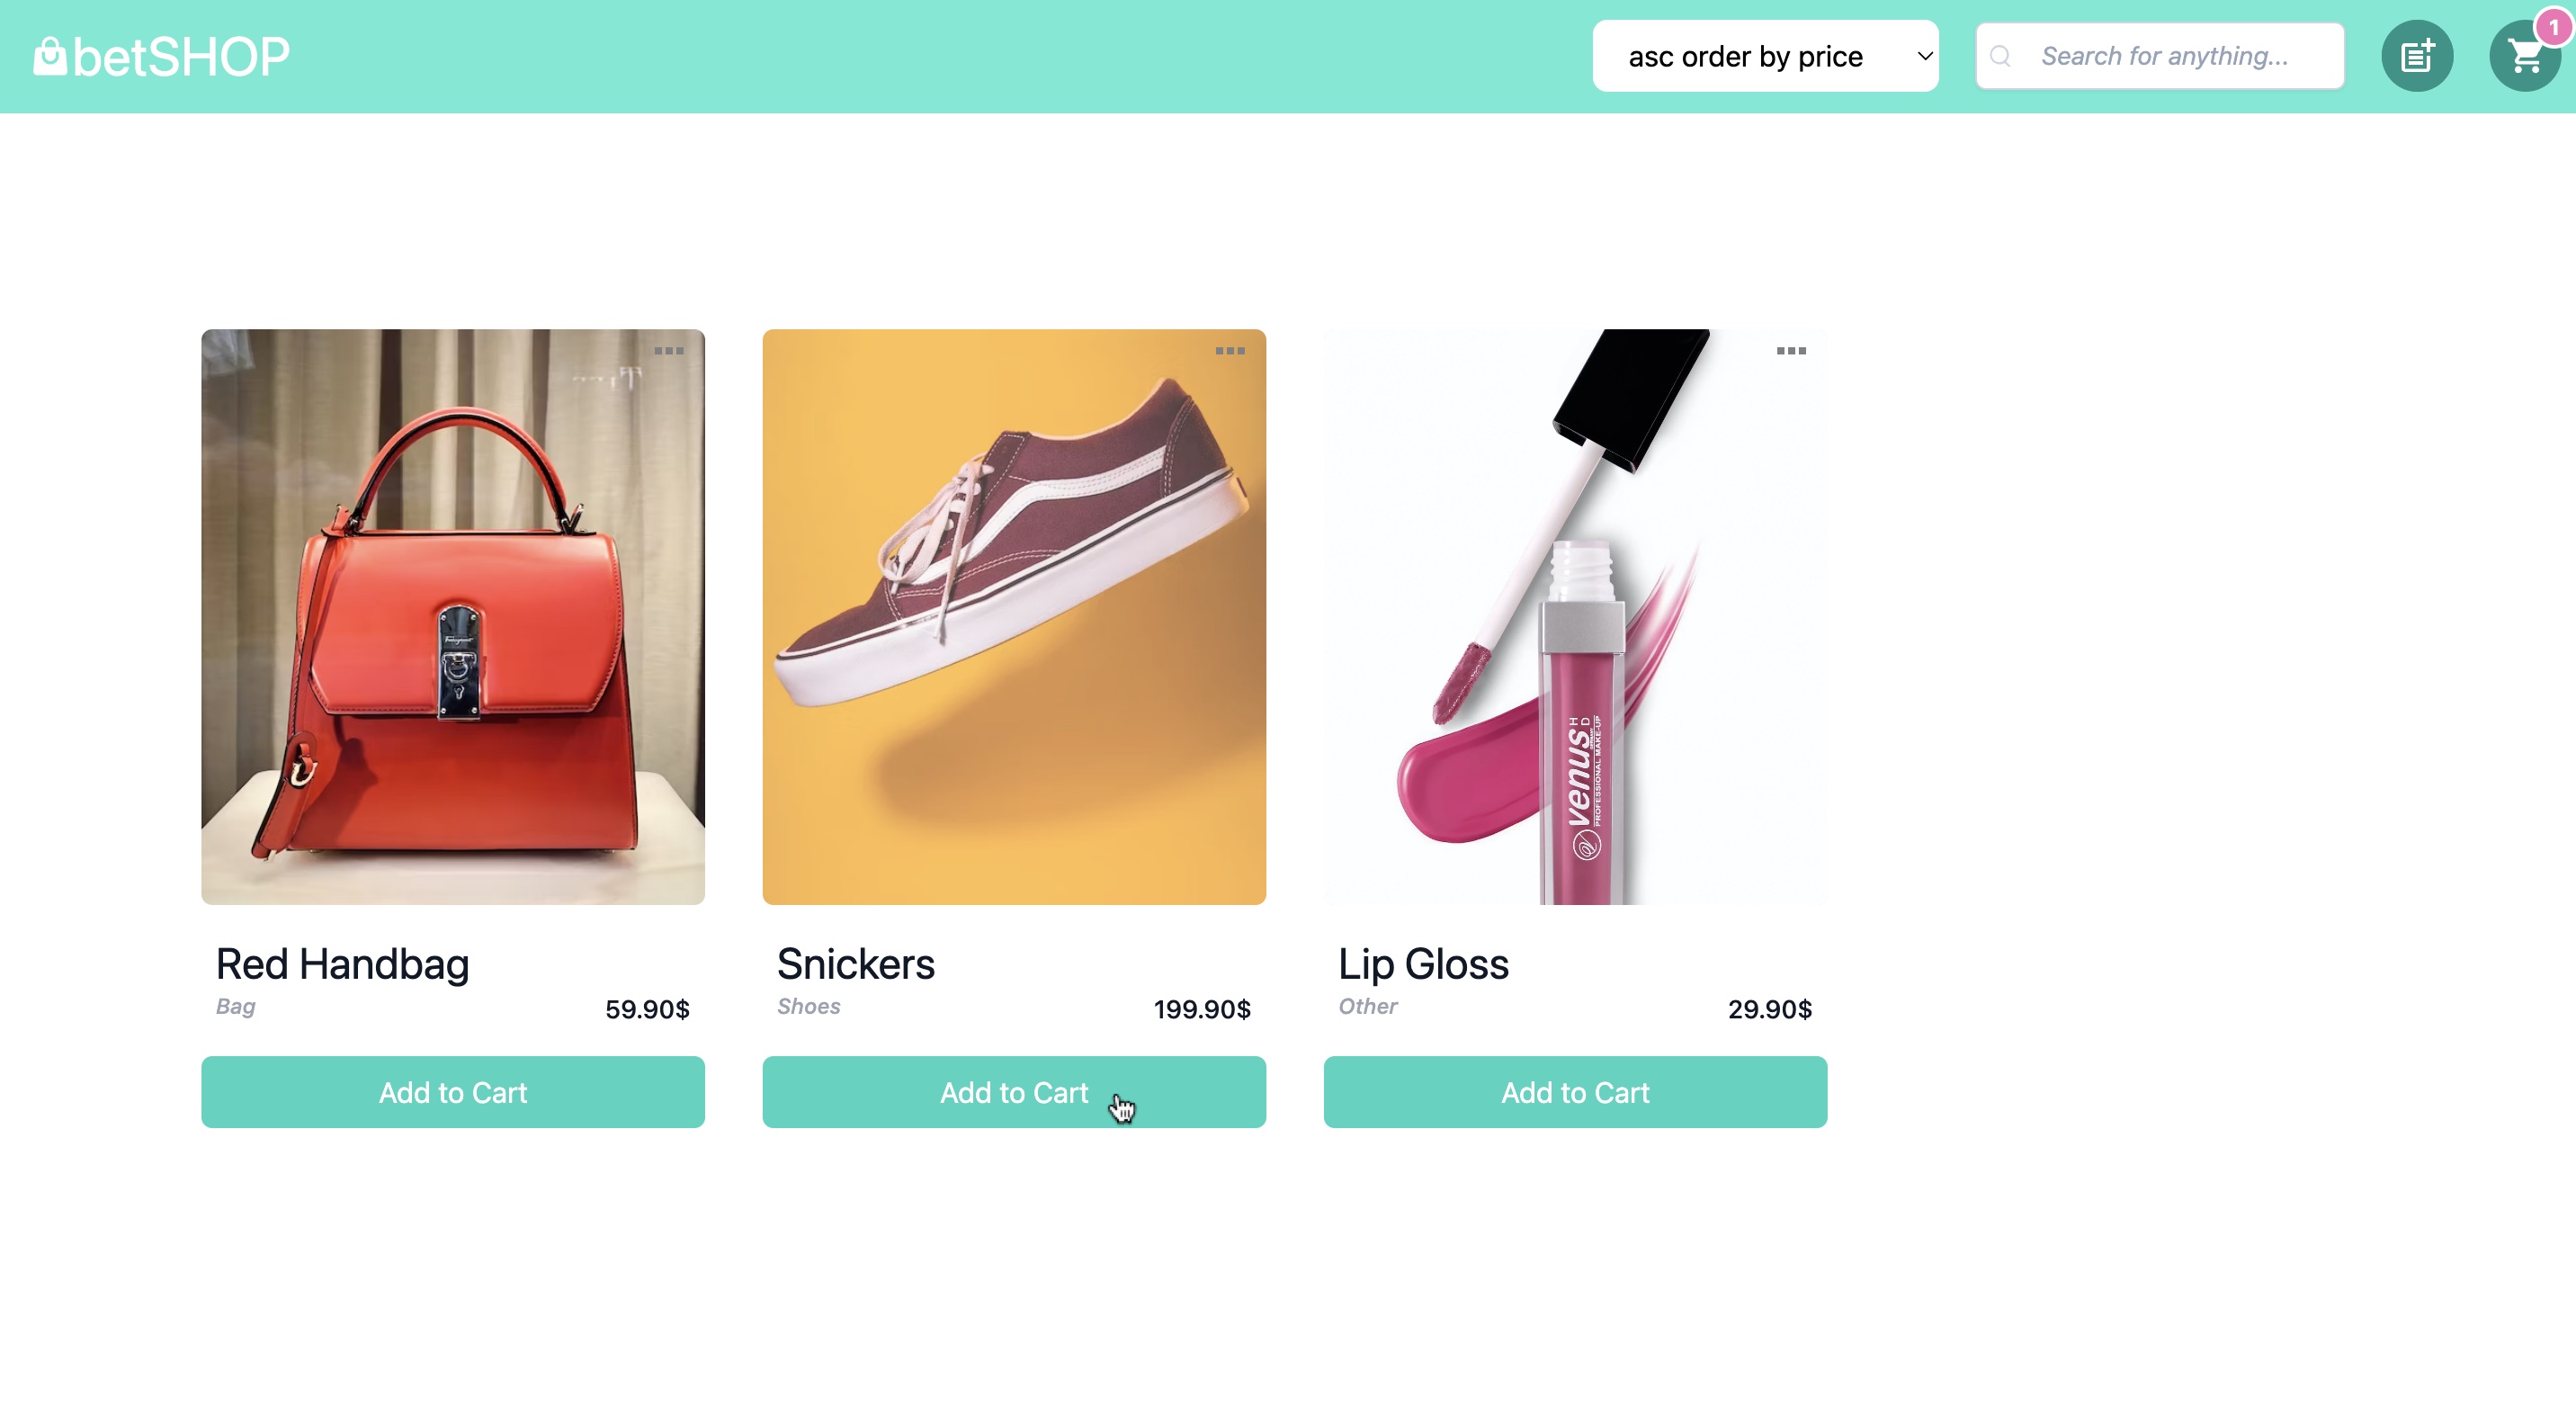 betSHOP
asc order by price
Search for anything...
1
venus HD
PROFESSIONAL MAKE-UP
Red Handbag
Bag
59.90$
Add to Cart
Snickers
Shoes
199.90$
Add to Cart
Lip Gloss
Other
29.90$
Add to Cart